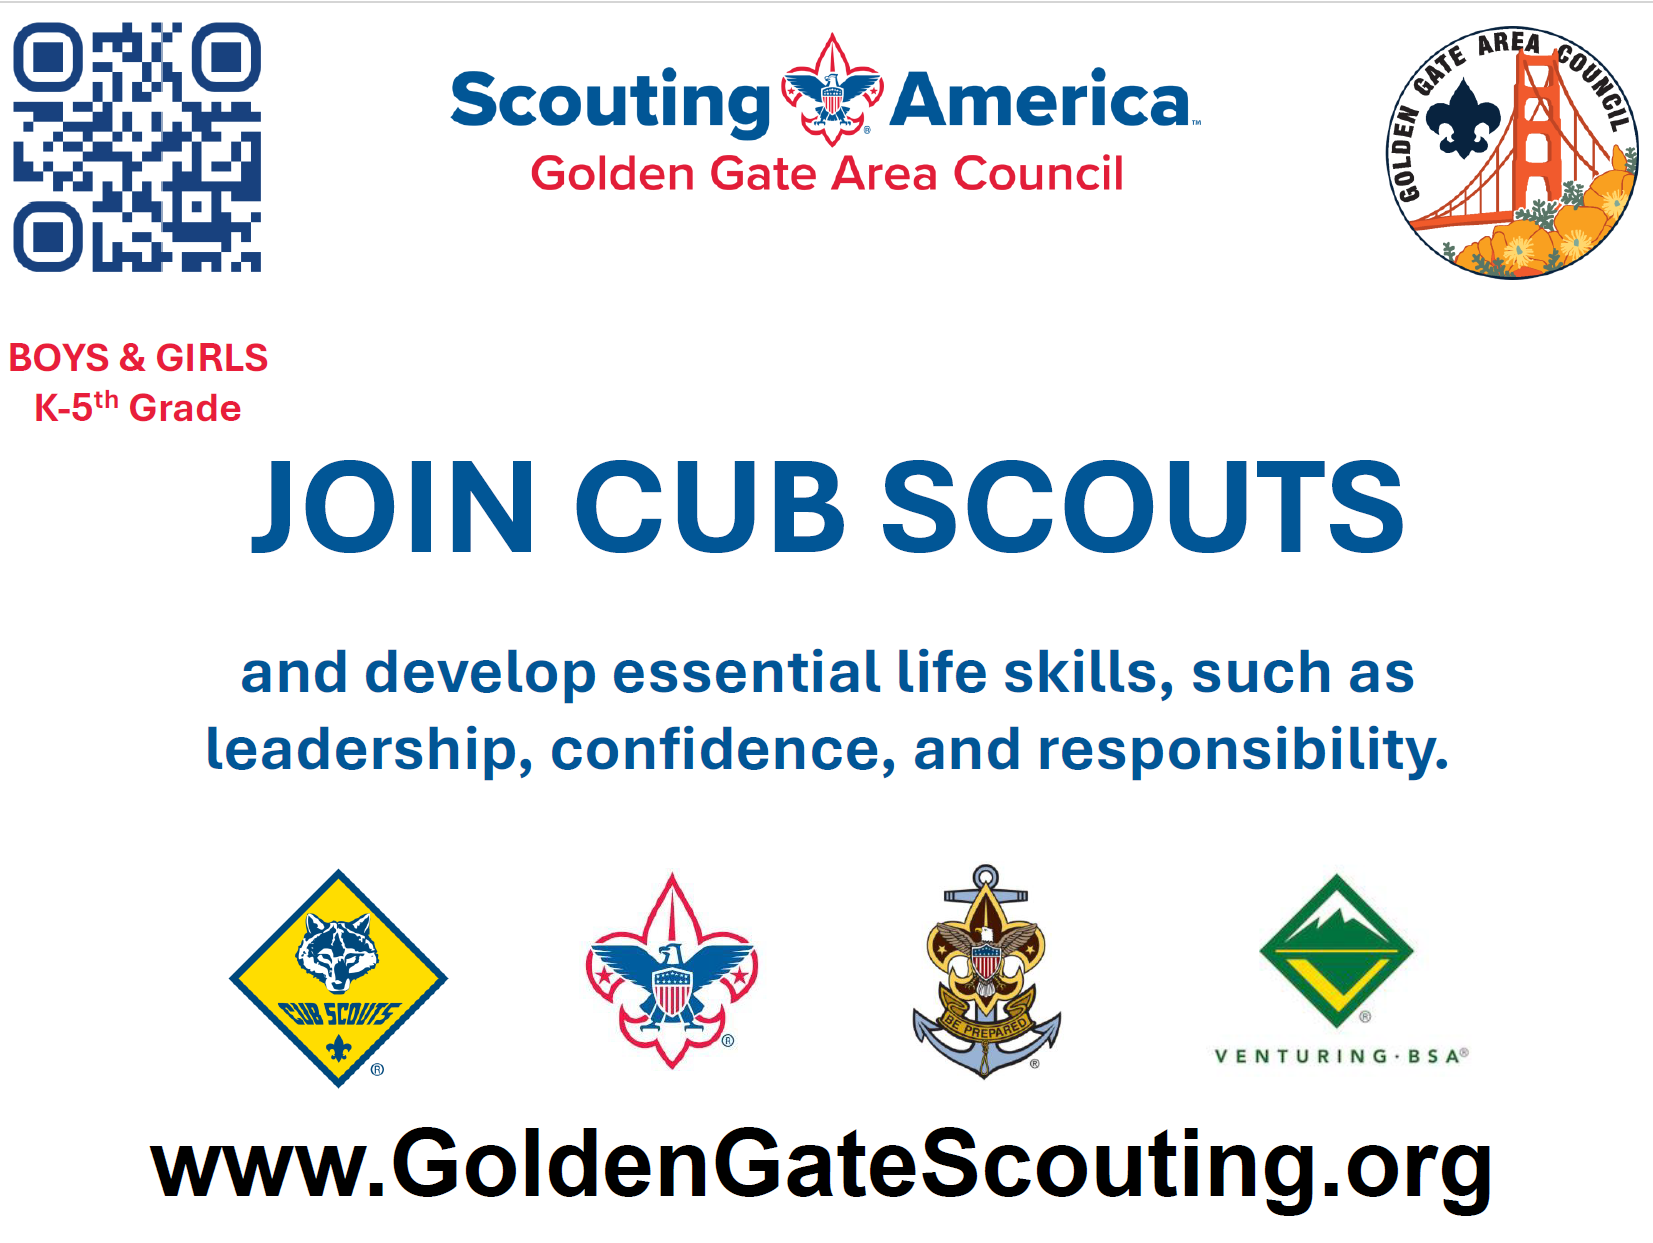 Scouting America™
Golden Gate Area Council
GOLDEN GATE AREA COUNCIL
BOYS & GIRLS
K-5th Grade
JOIN CUB SCOUTS
and develop essential life skills, such as
leadership, confidence, and responsibility.
CUB SCOUTS
®
®
BE PREPARED
®
®
VENTURING·BSA®
www.GoldenGateScouting.org